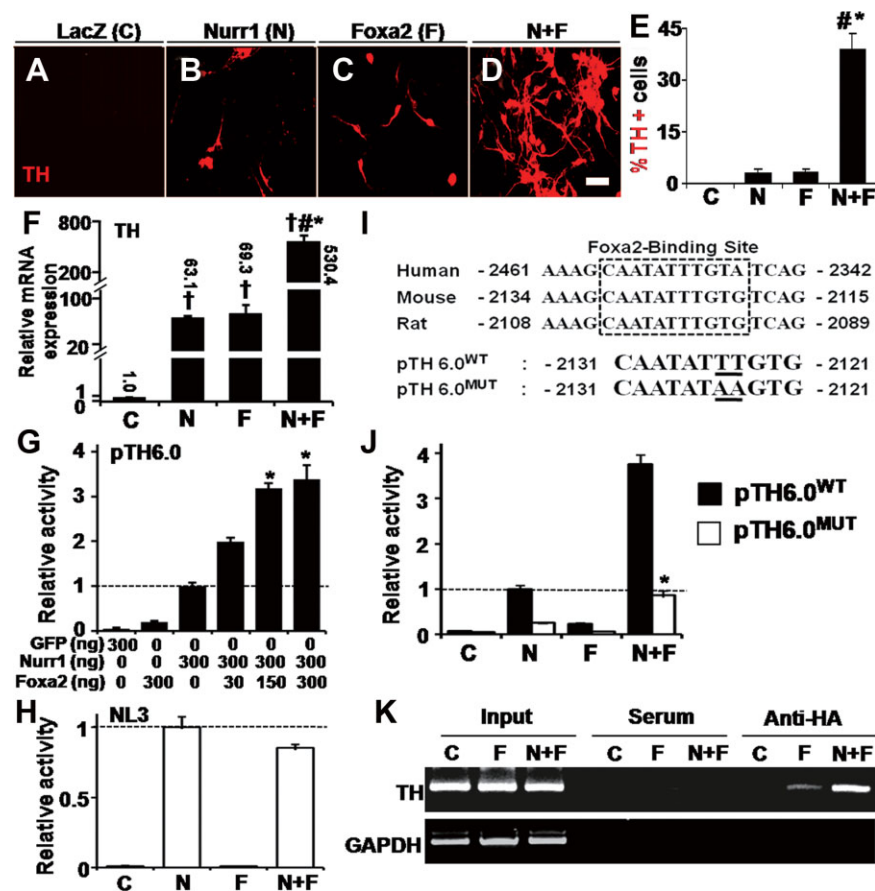 LacZ (C) Nurr1 (N) Foxa2 (F) N+F
A B C D
TH
E
% TH + cells
45
30
15
0
#*
C N F N+F
F
TH
Relative mRNA expression
800
200
100
20
1
0
1.0
63.1
†
69.3
†
†#*
530.4
C N F N+F
I
Foxa2-Binding Site
Human - 2461 AAAG CAATATTTGTA TCAG - 2342
Mouse - 2134 AAAG CAATATTTGTG TCAG - 2115
Rat - 2108 AAAG CAATATTTGTG TCAG - 2089
pTH 6.0WT : - 2131 CAATATTTGTG - 2121
pTH 6.0MUT : - 2131 CAATATAAGTG - 2121
G
pTH6.0
Relative activity
4
3
2
1
0
* *
GFP (ng) 300 0 0 0 0 0
Nurr1 (ng) 0 0 300 300 300 300
Foxa2 (ng) 0 300 0 30 150 300
J
Relative activity
4
2
1
0
*
pTH6.0WT
pTH6.0MUT
C N F N+F
H
NL3
Relative activity
1
0.5
0
C N F N+F
K
Input Serum Anti-HA
C F N+F C F N+F C F N+F
TH
GAPDH